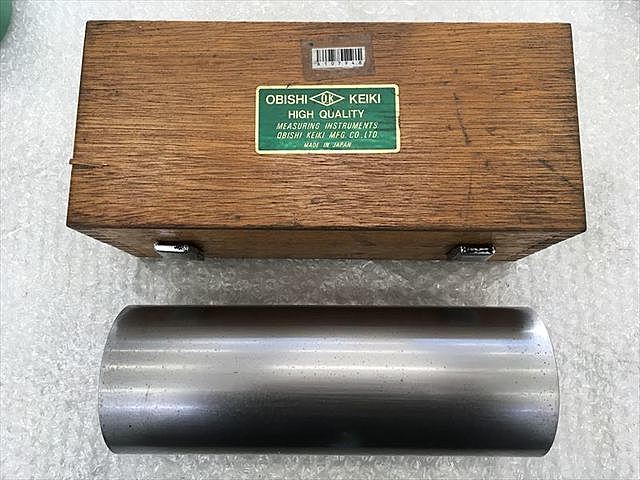 OBISHI OK KEIKI
HIGH QUALITY
MEASURING INSTRUMENTS
OBISHI KEIKI MFG. CO.,LTD.
MADE IN JAPAN